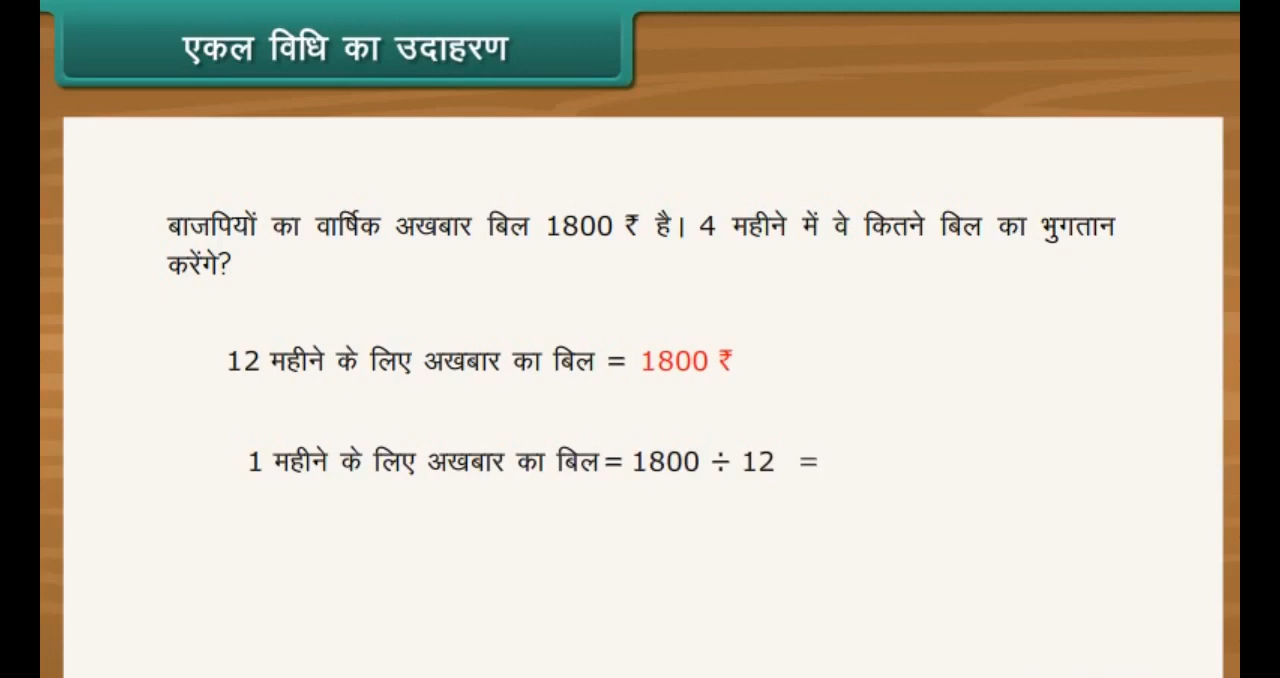 एकल विधि का उदाहरण
बाजपियों का वार्षिक अखबार बिल 1800 ₹ है। 4 महीने में वे कितने बिल का भुगतान
करेंगे?
12 महीने के लिए अखबार का बिल = 1800 ₹
1 महीने के लिए अखबार का बिल = 1800 ÷ 12 =